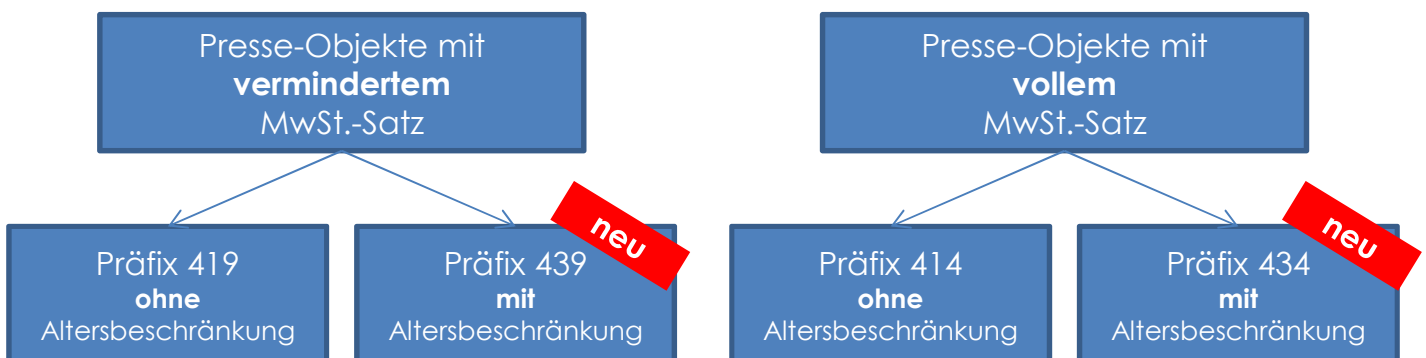 Presse-Objekte mit
vermindertem
MwSt.-Satz
Presse-Objekte mit
vollem
MwSt.-Satz
Präfix 419
ohne
Altersbeschränkung
neu
Präfix 439
mit
Altersbeschränkung
Präfix 414
ohne
Altersbeschränkung
neu
Präfix 434
mit
Altersbeschränkung